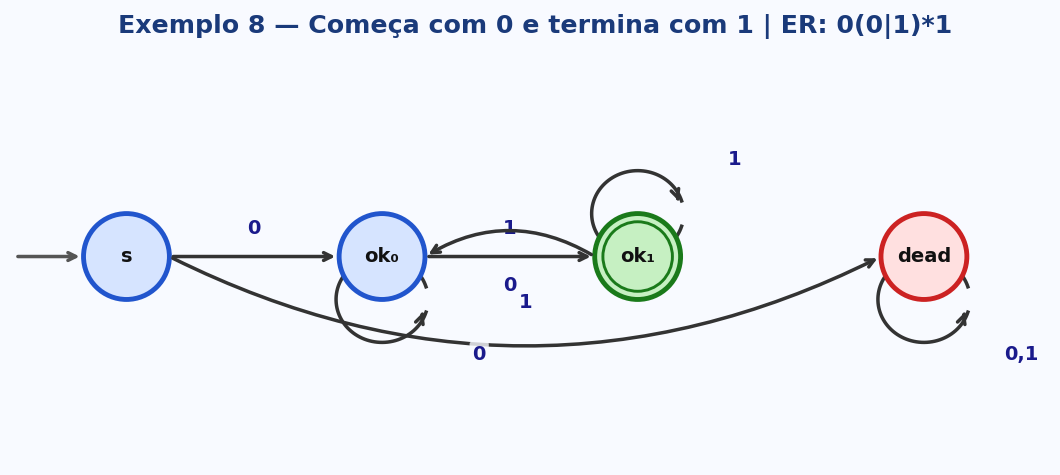 Exemplo 8 — Começa com 0 e termina com 1 | ER: 0(0|1)*1
1
0
1
s
ok₀
ok₁
dead
0
1
0
0,1